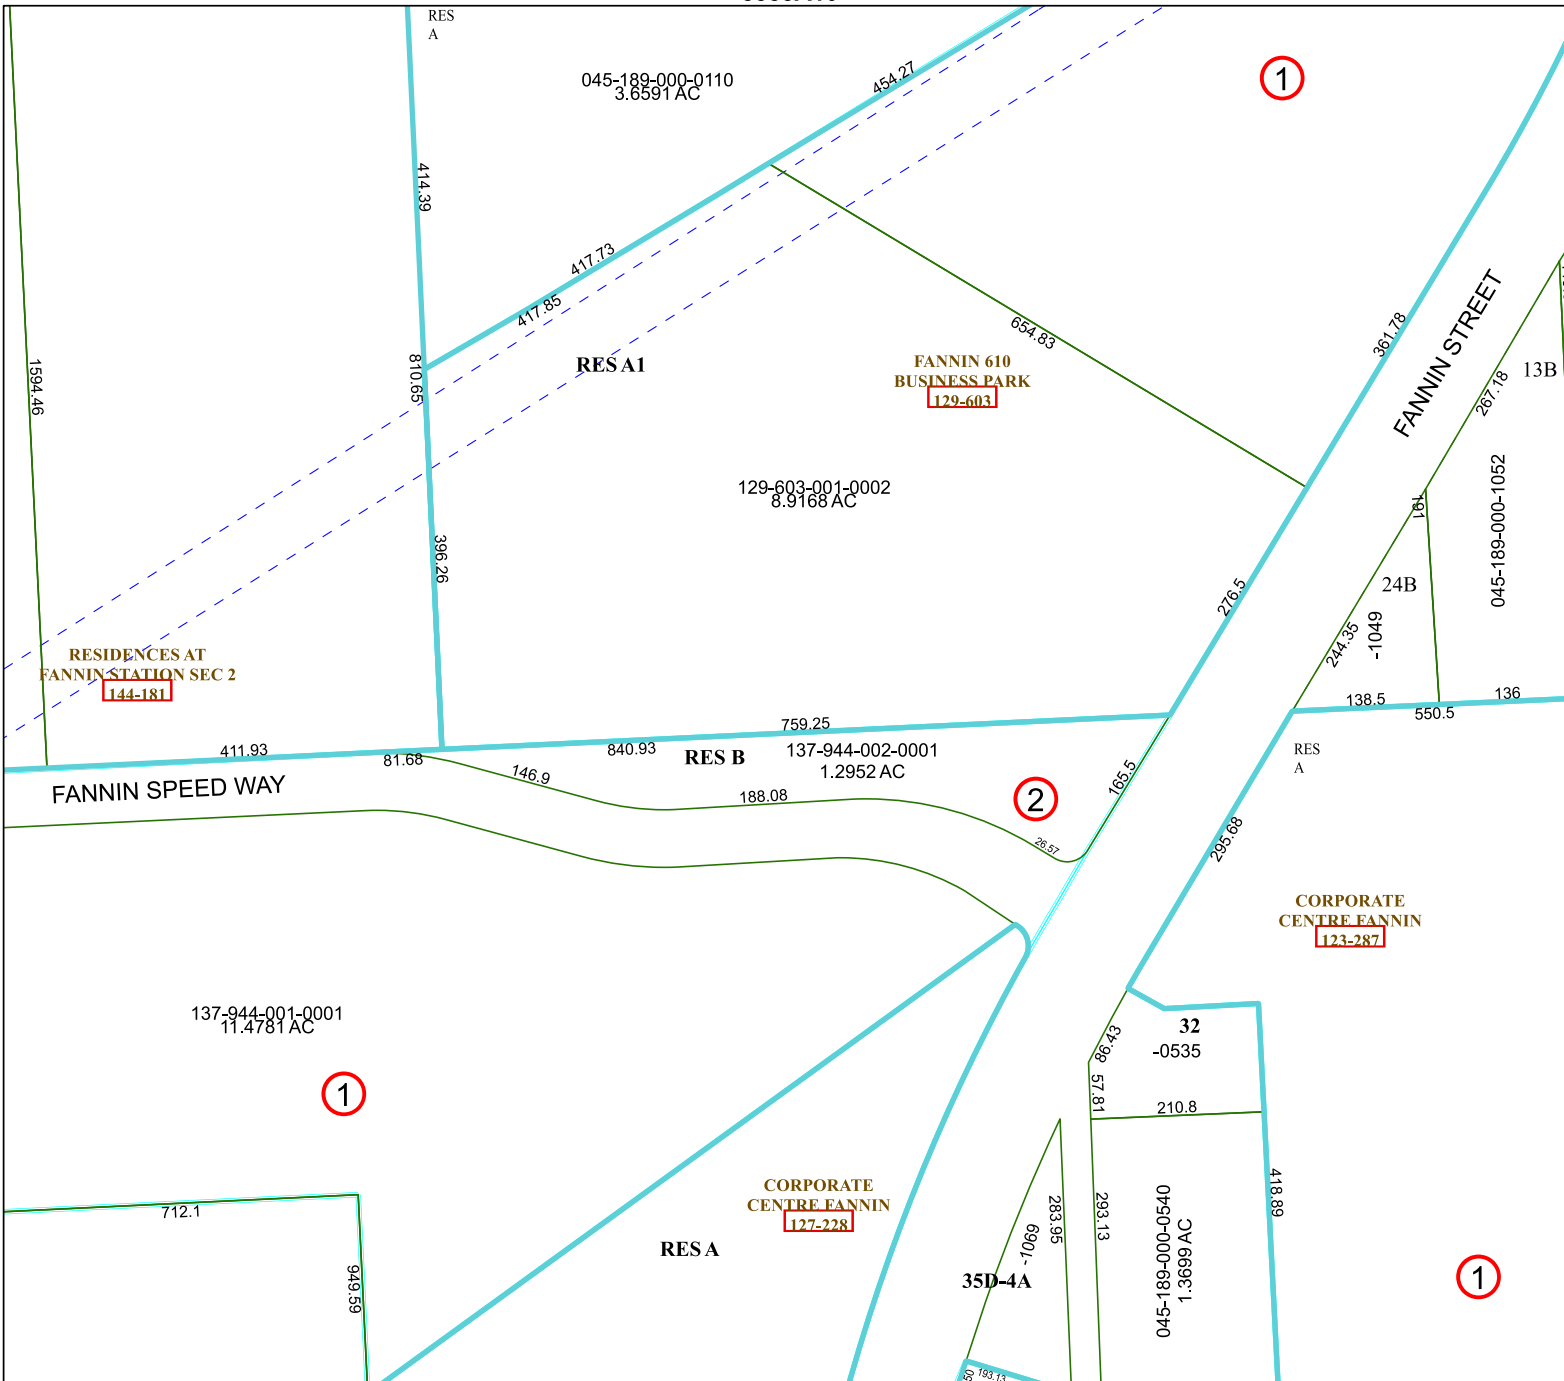 RES
A
045-189-000-0110
3.6591 AC
454.27
1
414.39
417.73
417.85
810.65
1594.46
RES A1
FANNIN 610
BUSINESS PARK
129-603
654.83
361.78
FANNIN STREET
267.18
13B
129-603-001-0002
8.9168 AC
045-189-000-1052
191
396.26
276.5
24B
-1049
244.35
RESIDENCES AT
FANNIN STATION SEC 2
144-181
138.5
136
550.5
759.25
411.93
81.68
840.93
RES B
137-944-002-0001
1.2952 AC
RES
A
FANNIN SPEED WAY
146.9
188.08
2
165.5
26.57
295.68
CORPORATE
CENTRE FANNIN
123-287
137-944-001-0001
11.4781 AC
32
-0535
86.43
57.81
1
210.8
CORPORATE
CENTRE FANNIN
127-228
712.1
418.89
283.95
293.13
045-189-000-0540
1.3699 AC
-1069
RES A
35D-4A
1
949.59
193.13
50